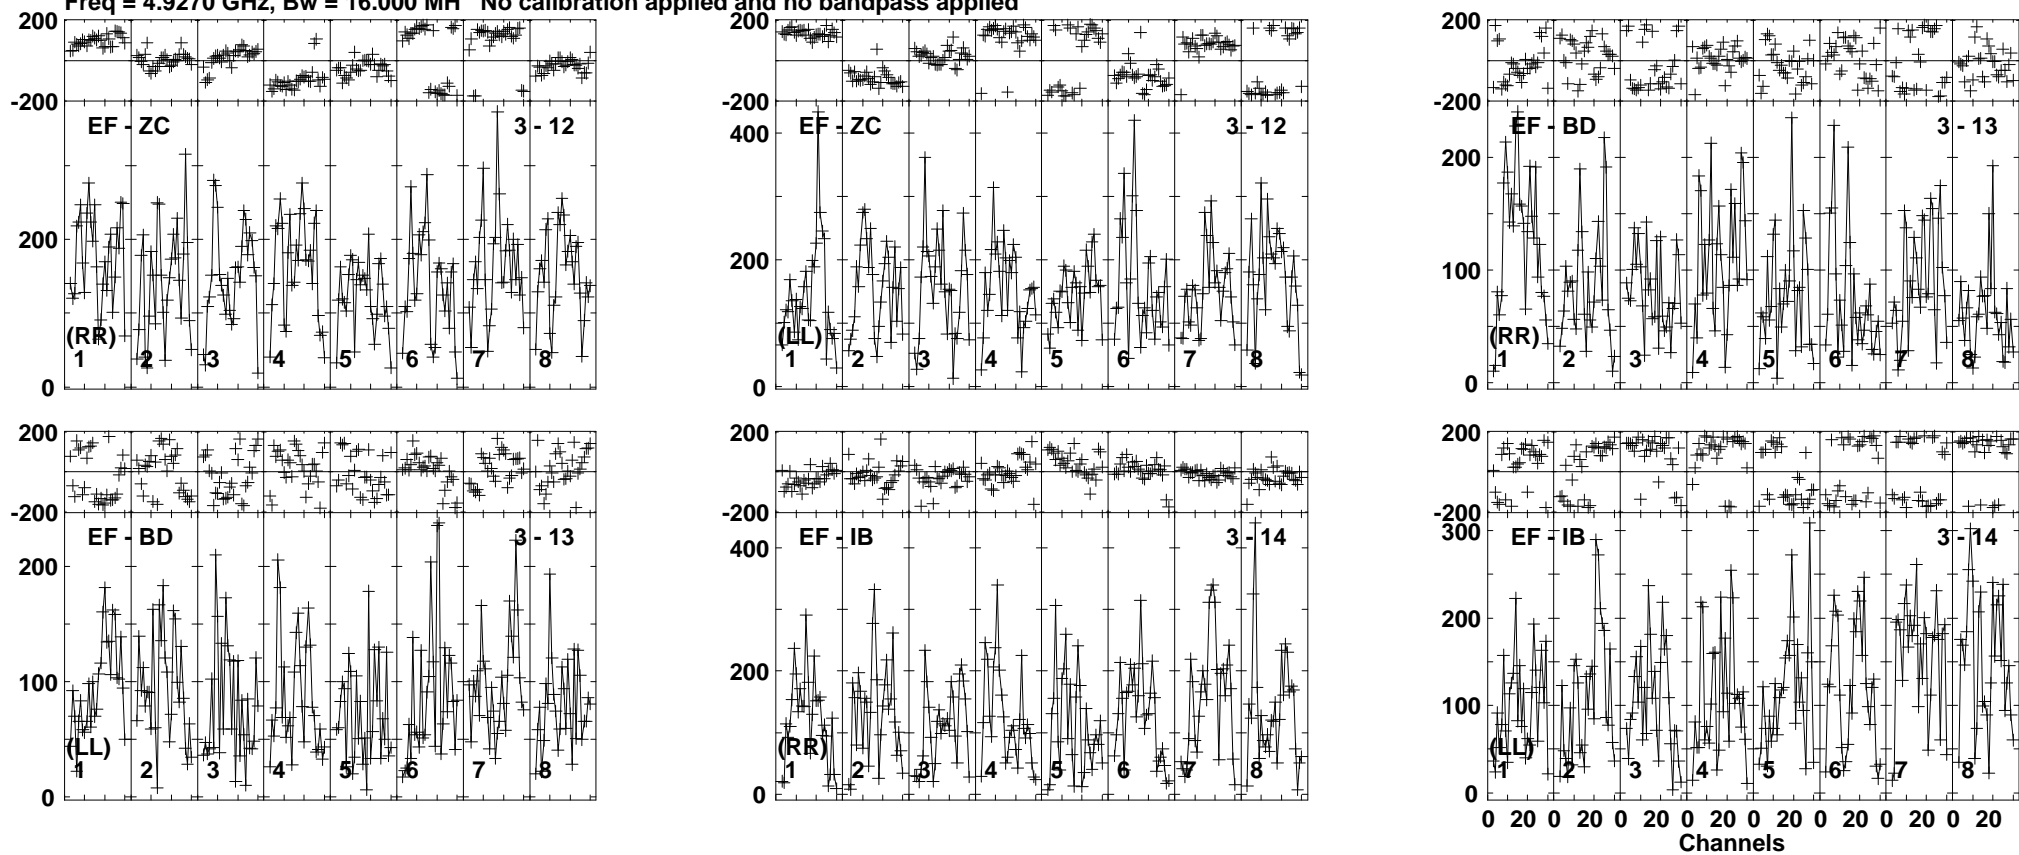 Freq = 4.9270 GHz, Bw = 16.000 MH No calibration applied and no bandpass applied
200
-200
EF - ZC 3 - 12
200
(RR)
1 2 3 4 5 6 7 8
0
200
-200
EF - ZC 3 - 12
400
200
(LL)
1 2 3 4 5 6 7 8
0
200
-200
EF - BD 3 - 13
200
100
(RR)
1 2 3 4 5 6 7 8
0
200
-200
EF - BD 3 - 13
200
100
(LL)
1 2 3 4 5 6 7 8
0
200
-200
EF - IB 3 - 14
400
200
(RR)
1 2 3 4 5 6 7 8
0
200
-200
300
EF - IB 3 - 14
200
100
(LL)
1 2 3 4 5 6 7 8
0
0 20 0 20 0 20 0 20 0 20 0 20 0 20 0 20
Channels